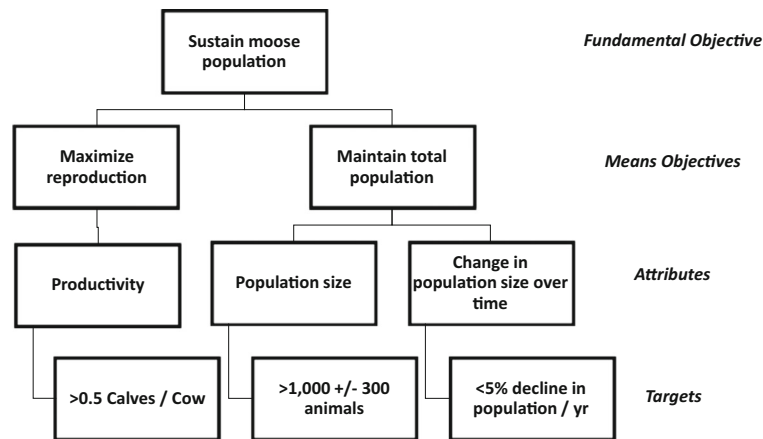 Sustain moose
population
Fundamental Objective
Maximize
reproduction
Maintain total
population
Means Objectives
Productivity
Population size
Change in
population size over
time
Attributes
>0.5 Calves / Cow
>1,000 +/- 300
animals
<5% decline in
population / yr
Targets